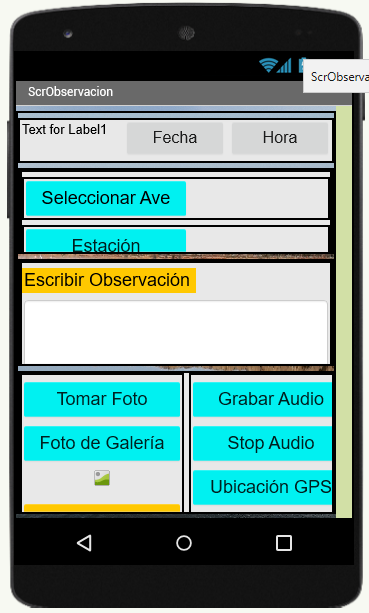 ScrObserva
ScrObservacion
Text for Label1
Fecha
Hora
Seleccionar Ave
Estación
Escribir Observación
Tomar Foto
Grabar Audio
Foto de Galería
Stop Audio
Ubicación GPS